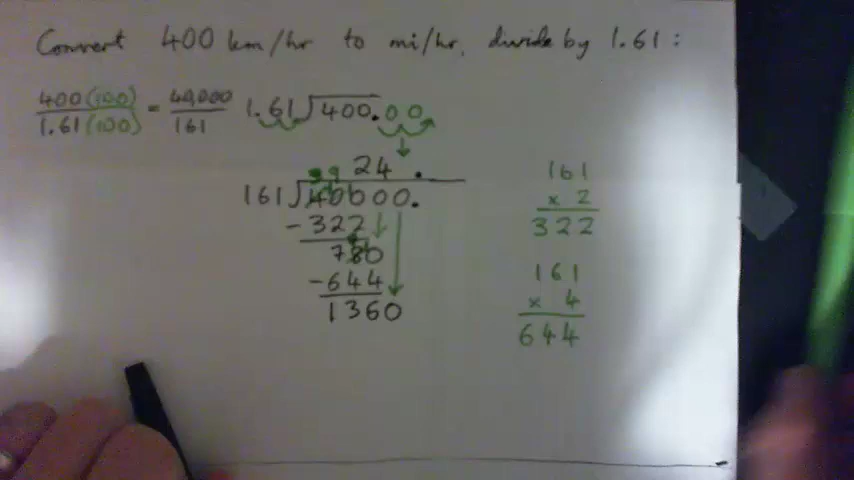 Convert 400 km/hr to mi/hr, divide by 1.61:
400(100) / 1.61(100) = 40,000 / 161
1.61)400.00
24.
161)40000.
-322
780
-644
1360
161
x 2
322
161
x 4
644